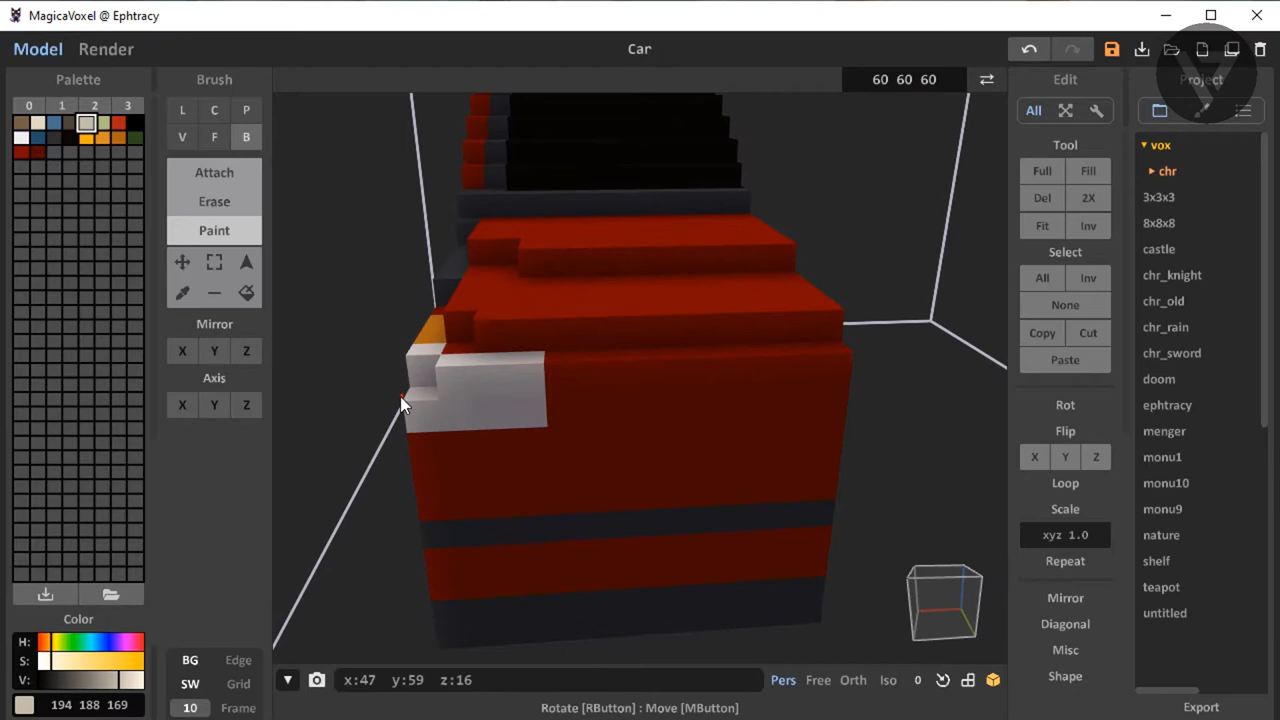 MagicaVoxel @ Ephtracy
Model Render
Car
60 60 60
Palette
0 1 2 3
Color
H:
S:
V:
194 188 169
Brush
L C P
V F B
Attach
Erase
Paint
Mirror
X Y Z
Axis
X Y Z
BG Edge
SW Grid
10 Frame
x:47 y:59 z:16
Pers Free Orth Iso 0
Rotate [RButton] : Move [MButton]
Edit
All
Tool
Full Fill
Del 2X
Fit Inv
Select
All Inv
None
Copy Cut
Paste
Rot
Flip
X Y Z
Loop
Scale
xyz 1.0
Repeat
Mirror
Diagonal
Misc
Shape
Project
vox
chr
3x3x3
8x8x8
castle
chr_knight
chr_old
chr_rain
chr_sword
doom
ephtracy
menger
monu1
monu10
monu9
nature
shelf
teapot
untitled
Export